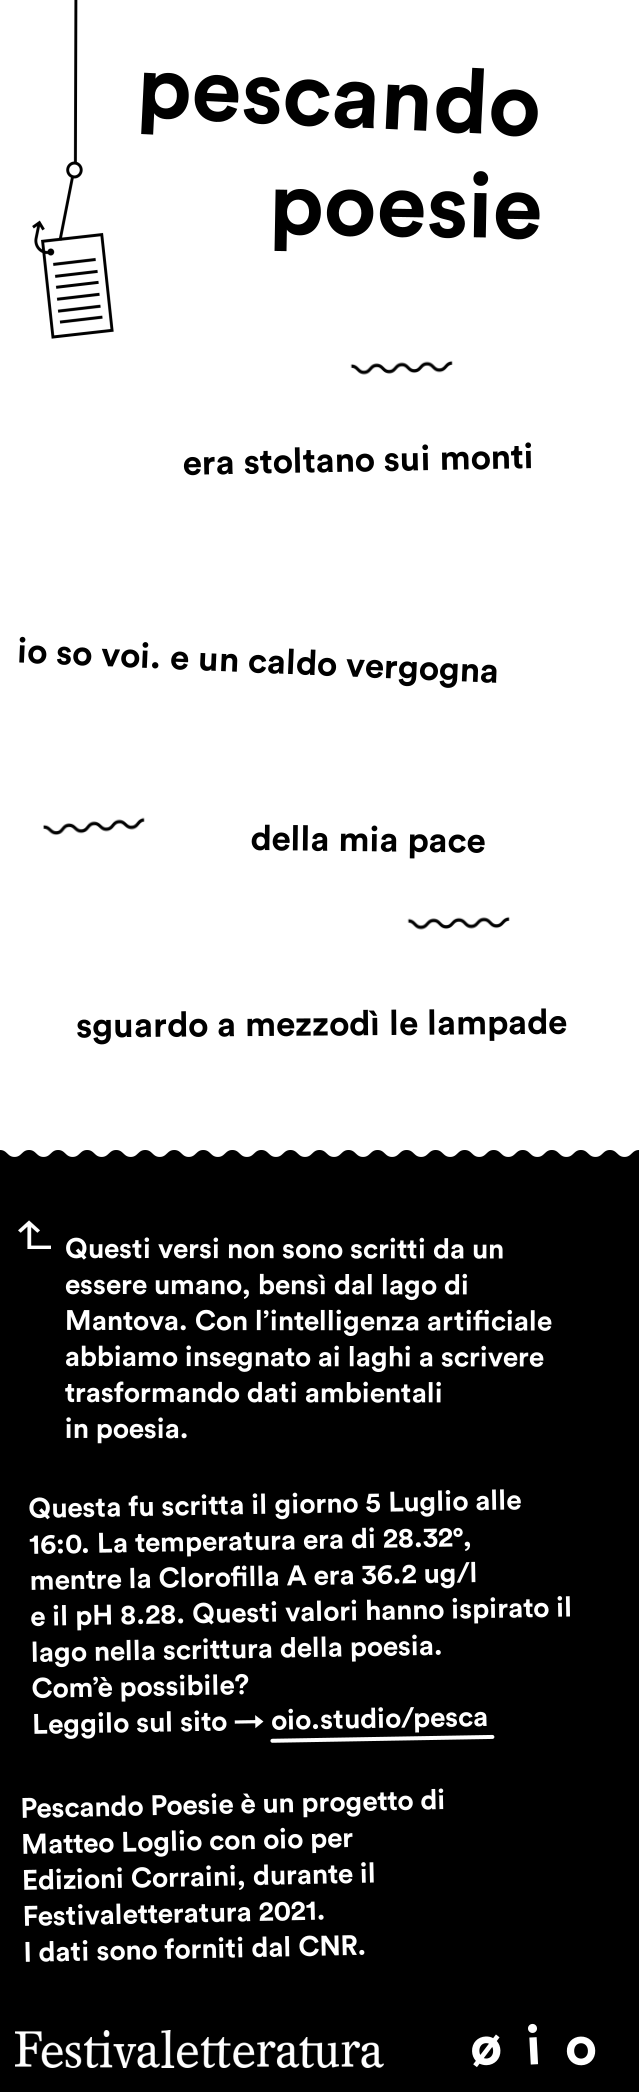 pescando
poesie
era stoltano sui monti
io so voi. e un caldo vergogna
della mia pace
sguardo a mezzodì le lampade
Questi versi non sono scritti da un
essere umano, bensì dal lago di
Mantova. Con l’intelligenza artificiale
abbiamo insegnato ai laghi a scrivere
trasformando dati ambientali
in poesia.
Questa fu scritta il giorno 5 Luglio alle
16:0. La temperatura era di 28.32°,
mentre la Clorofilla A era 36.2 ug/l
e il pH 8.28. Questi valori hanno ispirato il
lago nella scrittura della poesia.
Com’è possibile?
Leggilo sul sito → oio.studio/pesca
Pescando Poesie è un progetto di
Matteo Loglio con oio per
Edizioni Corraini, durante il
Festivaletteratura 2021.
I dati sono forniti dal CNR.
Festivaletteratura ø i o